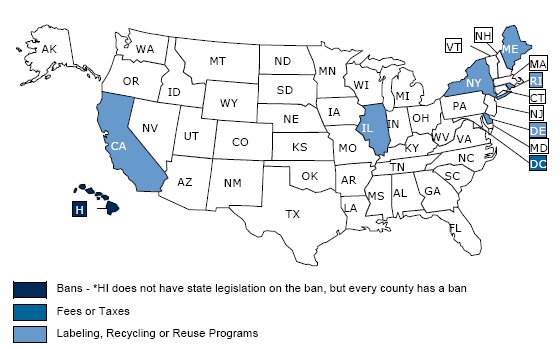 NH
VT
ME
AK
WA
MT
ND
MN
MA
OR
ID
SD
WI
NY
RI
WY
MI
CT
IA
PA
NJ
NE
OH
NV
UT
IL
IN
DE
CO
CA
KS
MO
WV
VA
MD
KY
DC
NC
TN
AZ
NM
OK
AR
SC
MS
AL
GA
TX
LA
H
FL
Bans - *HI does not have state legislation on the ban, but every county has a ban
Fees or Taxes
Labeling, Recycling or Reuse Programs